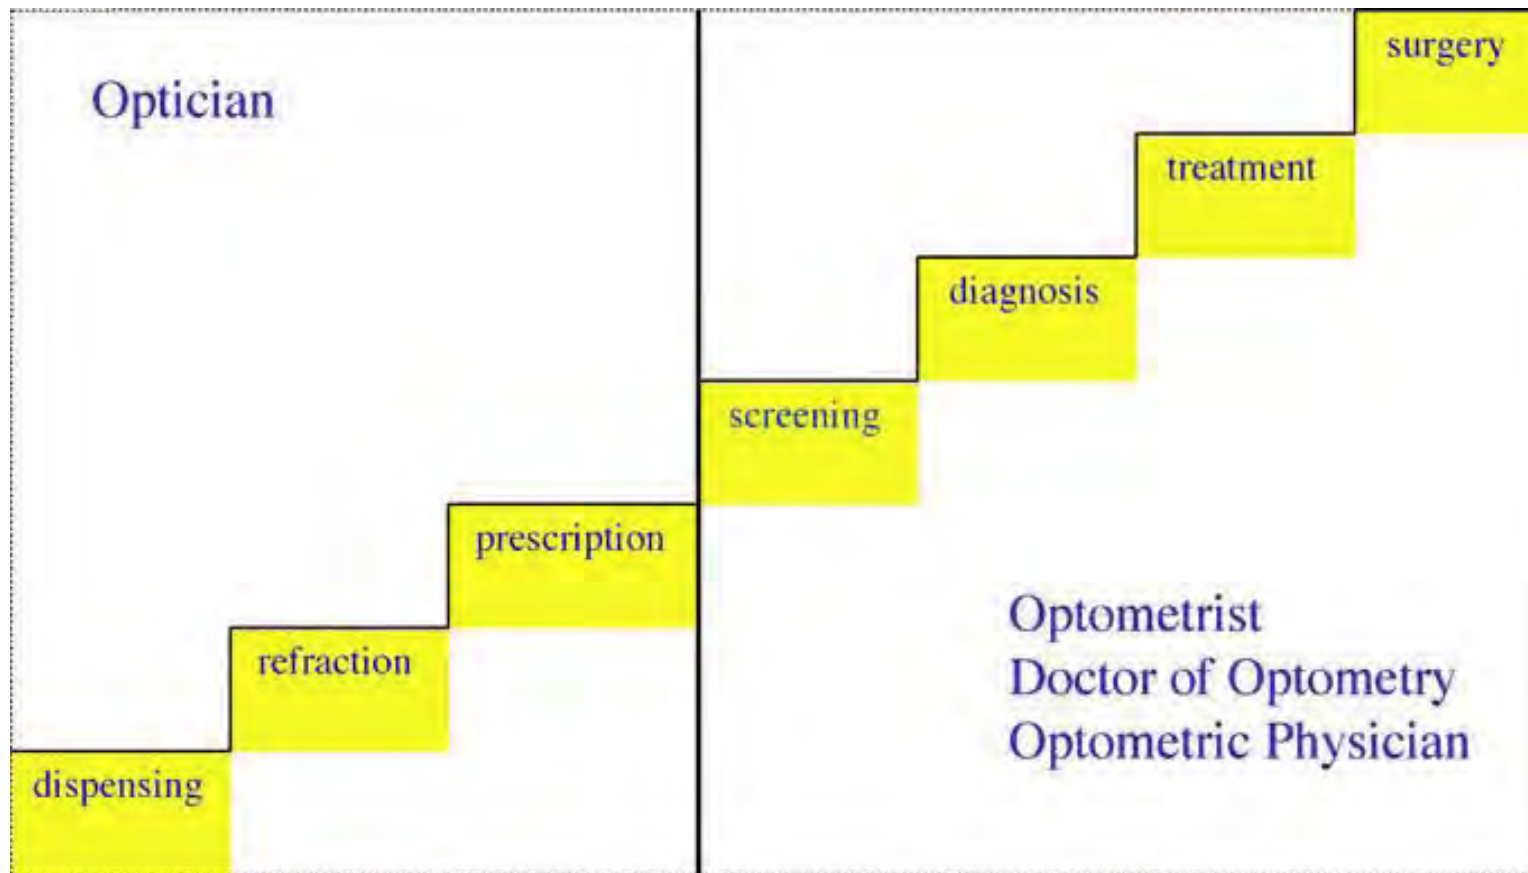 Optician
surgery
treatment
diagnosis
screening
prescription
refraction
dispensing
Optometrist
Doctor of Optometry
Optometric Physician